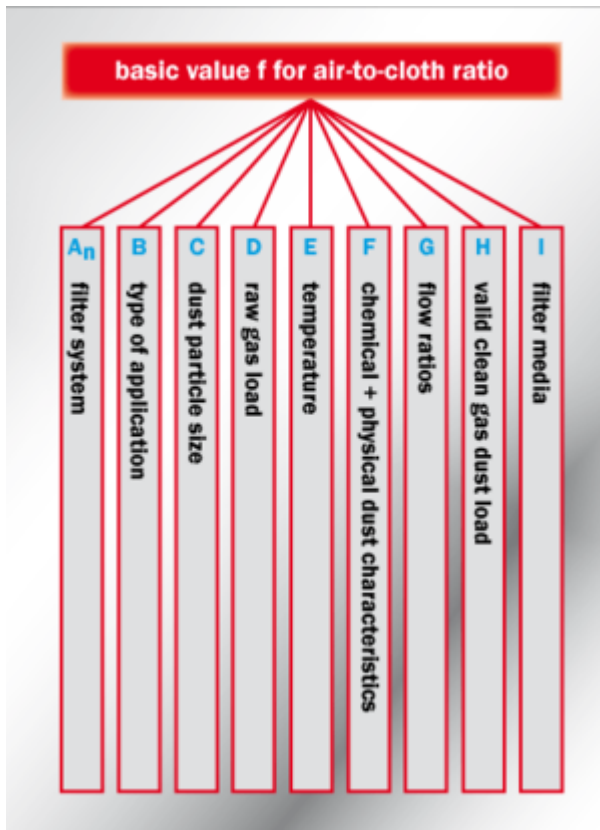 basic value f for air-to-cloth ratio
An
filter system
B
type of application
C
dust particle size
D
raw gas load
E
temperature
F
chemical + physical dust characteristics
G
flow ratios
H
valid clean gas dust load
I
filter media